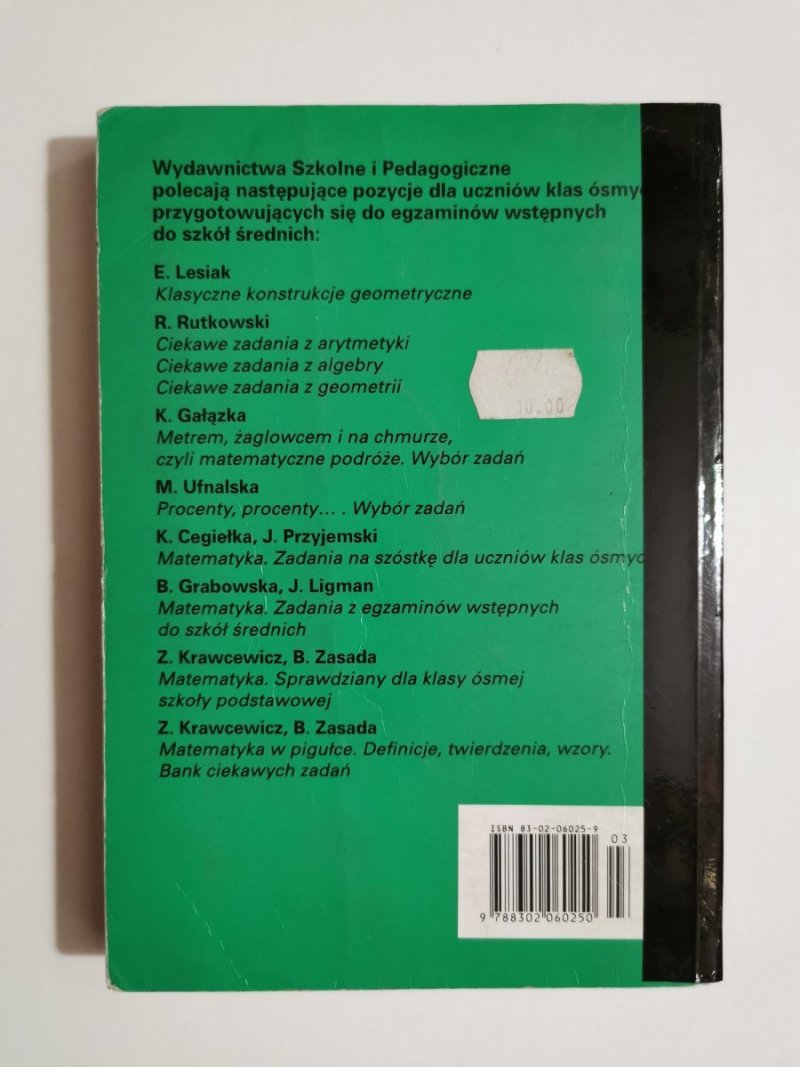 Wydawnictwa Szkolne i Pedagogiczne
polecają następujące pozycje dla uczniów klas ósmyc
przygotowujących się do egzaminów wstępnych
do szkół średnich:
E. Lesiak
Klasyczne konstrukcje geometryczne
R. Rutkowski
Ciekawe zadania z arytmetyki
Ciekawe zadania z algebry
Ciekawe zadania z geometrii
10.00
K. Gałązka
Metrem, żaglowcem i na chmurze,
czyli matematyczne podróże. Wybór zadań
M. Ufnalska
Procenty, procenty... . Wybór zadań
K. Cegiełka, J. Przyjemski
Matematyka. Zadania na szóstkę dla uczniów klas ósmyc
B. Grabowska, J. Ligman
Matematyka. Zadania z egzaminów wstępnych
do szkół średnich
Z. Krawcewicz, B. Zasada
Matematyka. Sprawdziany dla klasy ósmej
szkoły podstawowej
Z. Krawcewicz, B. Zasada
Matematyka w pigułce. Definicje, twierdzenia, wzory.
Bank ciekawych zadań
ISBN 83-02-06025-9
03
9 788302 060250